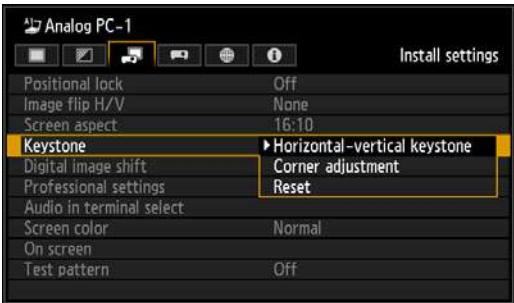 Analog PC-1
Install settings
Positional lock Off
Image flip H/V None
Screen aspect 16:10
Keystone Horizontal-vertical keystone
Digital image shift Corner adjustment
Professional settings Reset
Audio in terminal select
Screen color Normal
On screen
Test pattern Off